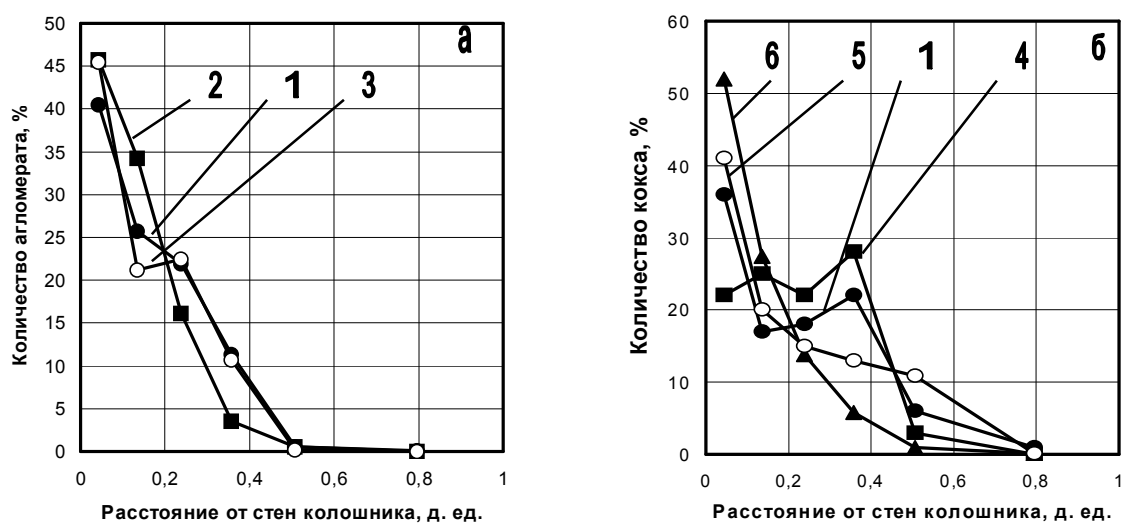 а
50
45
40
35
30
25
20
15
10
5
0
2 1 3
0 0,2 0,4 0,6 0,8 1
Количество агломерата, %
Расстояние от стен колошника, д. ед.
б
60
50
40
30
20
10
0
6 5 1 4
0 0,2 0,4 0,6 0,8 1
Количество кокса, %
Расстояние от стен колошника, д. ед.